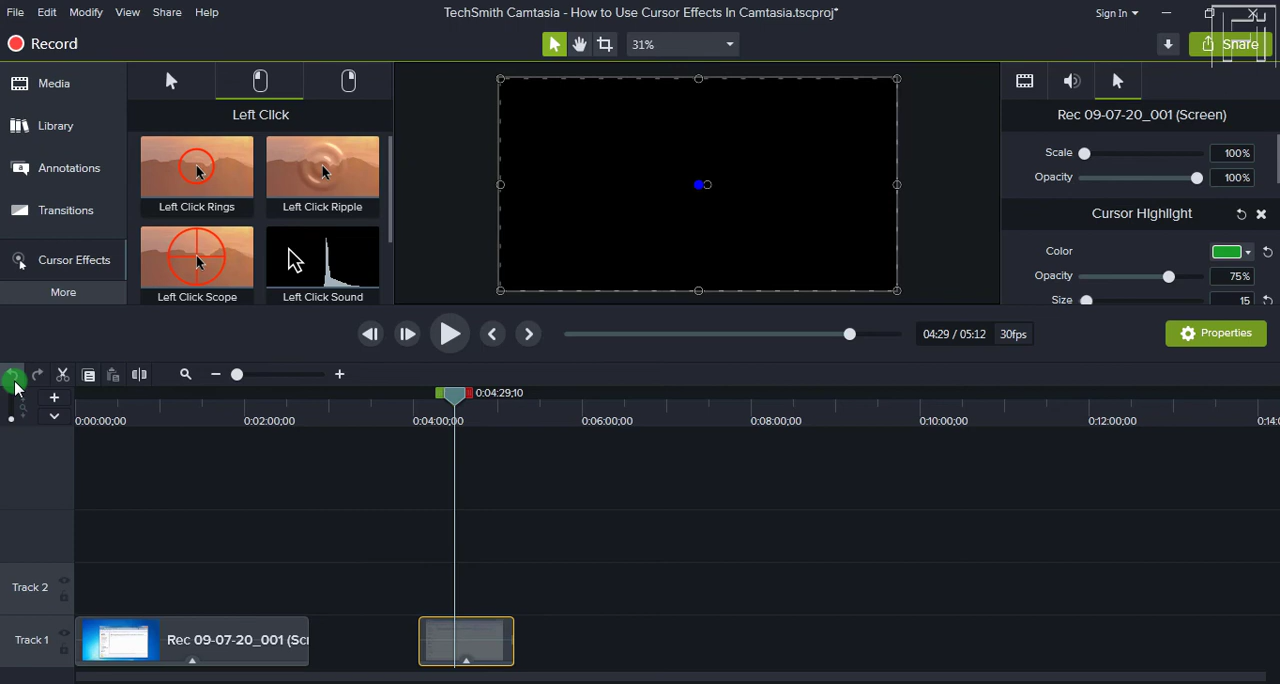 File Edit Modify View Share Help
TechSmith Camtasia - How to Use Cursor Effects In Camtasia.tscproj*
Sign In
Record
31%
Share
Media
Library
Annotations
Transitions
Cursor Effects
More
Left Click
Left Click Rings
Left Click Ripple
Left Click Scope
Left Click Sound
Rec 09-07-20_001 (Screen)
Scale 100%
Opacity 100%
Cursor Highlight
Color
Opacity 75%
Size 15
04:29 / 05:12 30fps
Properties
0:04:29;10
0:00:00;00 0:02:00;00 0:04:00;00 0:06:00;00 0:08:00;00 0:10:00;00 0:12:00;00 0:14:0
Track 2
Track 1
Rec 09-07-20_001 (Scr